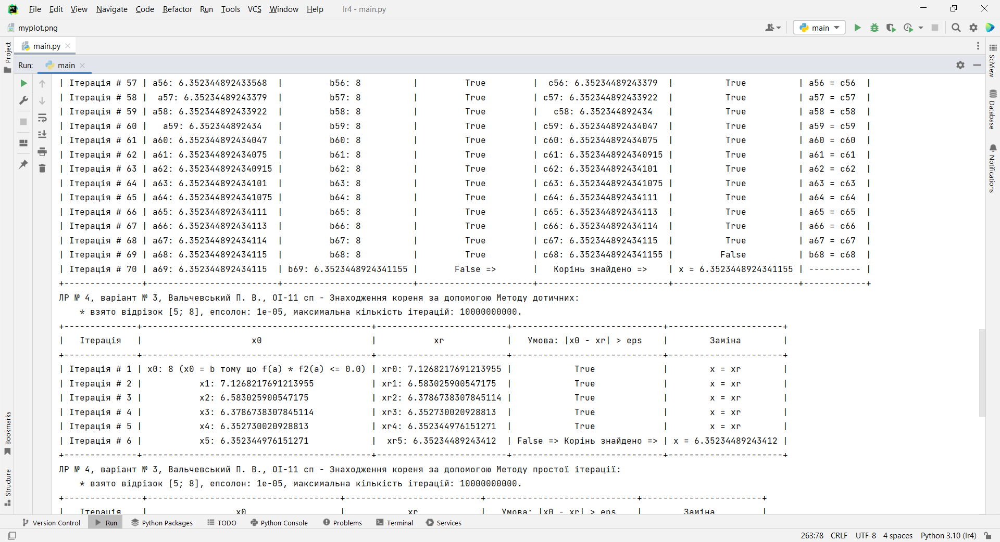 File Edit View Navigate Code Refactor Run Tools VCS Window Help lr4 - main.py
myplot.png main
Project main.py
Run: main
| Ітерація # 57 | a56: 6.352344892433568 | b56: 8 | True | c56: 6.35234489243379 | True | a56 = c56 |
| Ітерація # 58 | a57: 6.35234489243379 | b57: 8 | True | c57: 6.352344892433922 | True | a57 = c57 |
| Ітерація # 59 | a58: 6.352344892433922 | b58: 8 | True | c58: 6.352344892434 | True | a58 = c58 |
| Ітерація # 60 | a59: 6.352344892434 | b59: 8 | True | c59: 6.352344892434047 | True | a59 = c59 |
| Ітерація # 61 | a60: 6.352344892434047 | b60: 8 | True | c60: 6.352344892434075 | True | a60 = c60 |
| Ітерація # 62 | a61: 6.352344892434075 | b61: 8 | True | c61: 6.3523448924340915 | True | a61 = c61 |
| Ітерація # 63 | a62: 6.3523448924340915 | b62: 8 | True | c62: 6.352344892434101 | True | a62 = c62 |
| Ітерація # 64 | a63: 6.352344892434101 | b63: 8 | True | c63: 6.3523448924341075 | True | a63 = c63 |
| Ітерація # 65 | a64: 6.3523448924341075 | b64: 8 | True | c64: 6.352344892434111 | True | a64 = c64 |
| Ітерація # 66 | a65: 6.352344892434111 | b65: 8 | True | c65: 6.352344892434113 | True | a65 = c65 |
| Ітерація # 67 | a66: 6.352344892434113 | b66: 8 | True | c66: 6.352344892434114 | True | a66 = c66 |
| Ітерація # 68 | a67: 6.352344892434114 | b67: 8 | True | c67: 6.352344892434115 | True | a67 = c67 |
| Ітерація # 69 | a68: 6.352344892434115 | b68: 8 | True | c68: 6.3523448924341155 | False | b68 = c68 |
| Ітерація # 70 | a69: 6.352344892434115 | b69: 6.3523448924341155 | False => | Корінь знайдено => | x = 6.3523448924341155 | ---------- |
+---------------+-------------------------+-------------------------+----------------------+-------------------------+------------------------+------------+
ЛР № 4, варіант № 3, Вальчевський П. В., ОІ-11 сп - Знаходження кореня за допомогою Методу дотичних:
* взято відрізок [5; 8], епсолон: 1e-05, максимальна кількість ітерацій: 10000000000.
+--------------+--------------------------------------------+-------------------------+-----------------------------+----------------------+
| Ітерація | x0 | xr | Умова: |x0 - xr| > eps | Заміна |
+--------------+--------------------------------------------+-------------------------+-----------------------------+----------------------+
| Ітерація # 1 | x0: 8 (x0 = b тому що f(a) * f2(a) <= 0.0) | xr0: 7.1268217691213955 | True | x = xr |
| Ітерація # 2 | x1: 7.1268217691213955 | xr1: 6.583025900547175 | True | x = xr |
| Ітерація # 3 | x2: 6.583025900547175 | xr2: 6.3786738307845114 | True | x = xr |
| Ітерація # 4 | x3: 6.3786738307845114 | xr3: 6.352730020928813 | True | x = xr |
| Ітерація # 5 | x4: 6.352730020928813 | xr4: 6.352344976151271 | True | x = xr |
| Ітерація # 6 | x5: 6.352344976151271 | xr5: 6.35234489243412 | False => Корінь знайдено => | x = 6.35234489243412 |
+--------------+--------------------------------------------+-------------------------+-----------------------------+----------------------+
ЛР № 4, варіант № 3, Вальчевський П. В., ОІ-11 сп - Знаходження кореня за допомогою Методу простої ітерації:
* взято відрізок [5; 8], епсолон: 1e-05, максимальна кількість ітерацій: 10000000000.
+---------------+-------------------------------------+--------------------------+-----------------------------+-----------------------+
| Ітерація | x0 | xr | Умова: |x0 - xr| > eps | Заміна |
SciView
Database
Notifications
Bookmarks
Structure
Version Control Run Python Packages TODO Python Console Problems Terminal Services
263:78 CRLF UTF-8 4 spaces Python 3.10 (lr4)